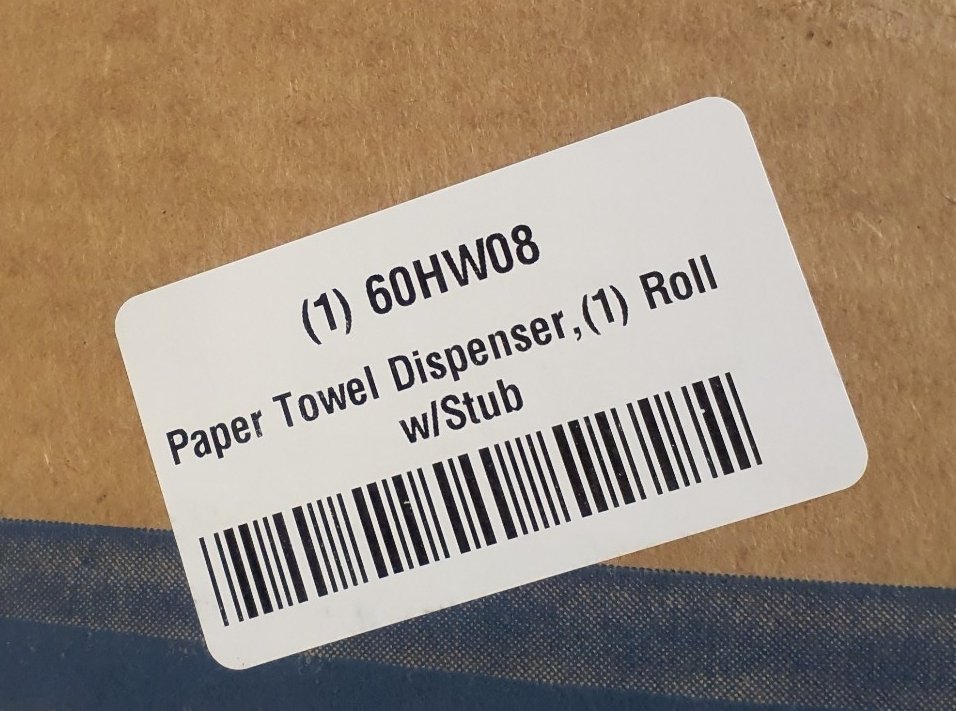 (1) 60HW08
Paper Towel Dispenser,(1) Roll
w/Stub